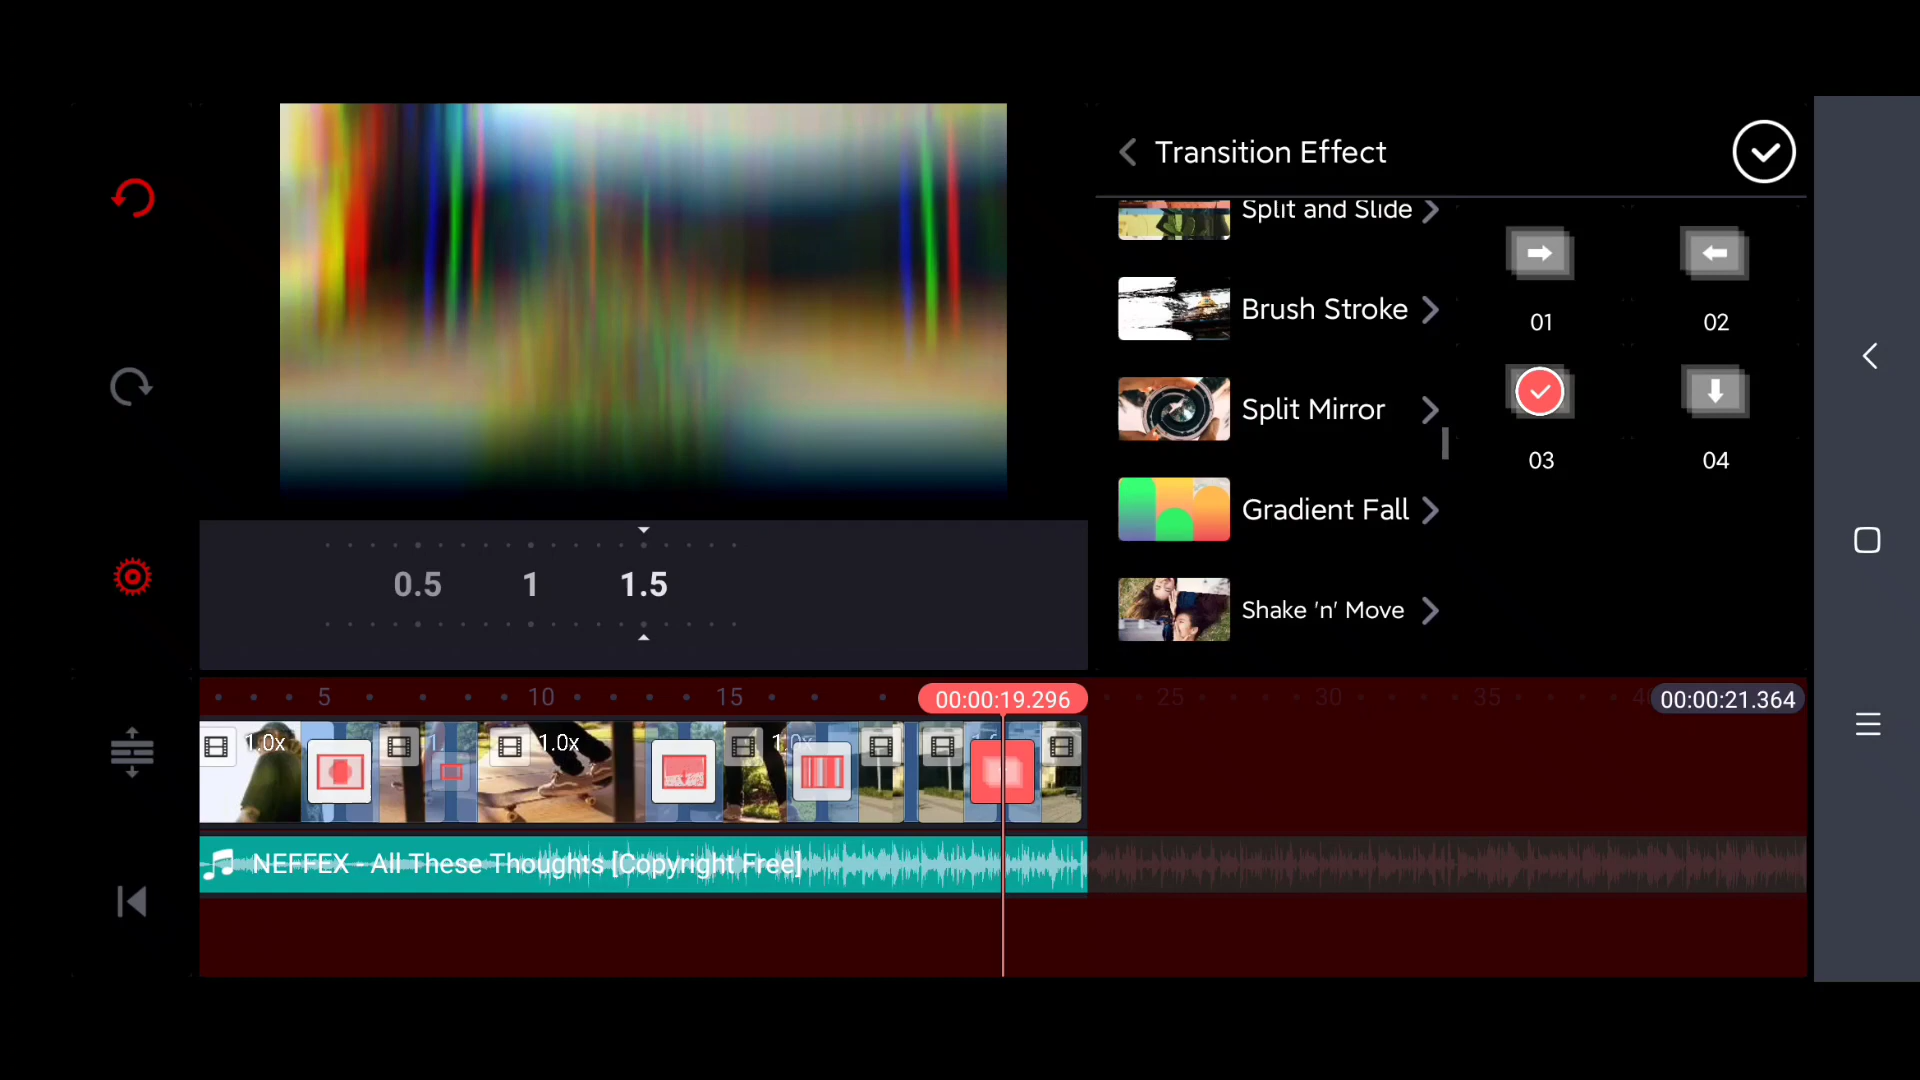 Transition Effect
Split and Slide
Brush Stroke
Split Mirror
Gradient Fall
Shake 'n' Move
01
02
03
04
0.5
1
1.5
5
10
15
00:00:19.296
25
30
35
00:00:21.364
1.0x
1.0x
NEFFEX - All These Thoughts [Copyright Free]